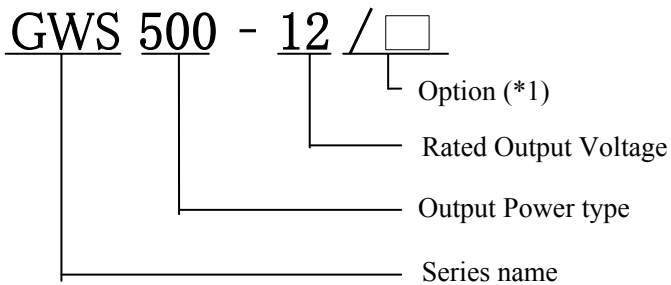 GWS 500 - 12 / □
Option (*1)
Rated Output Voltage
Output Power type
Series name